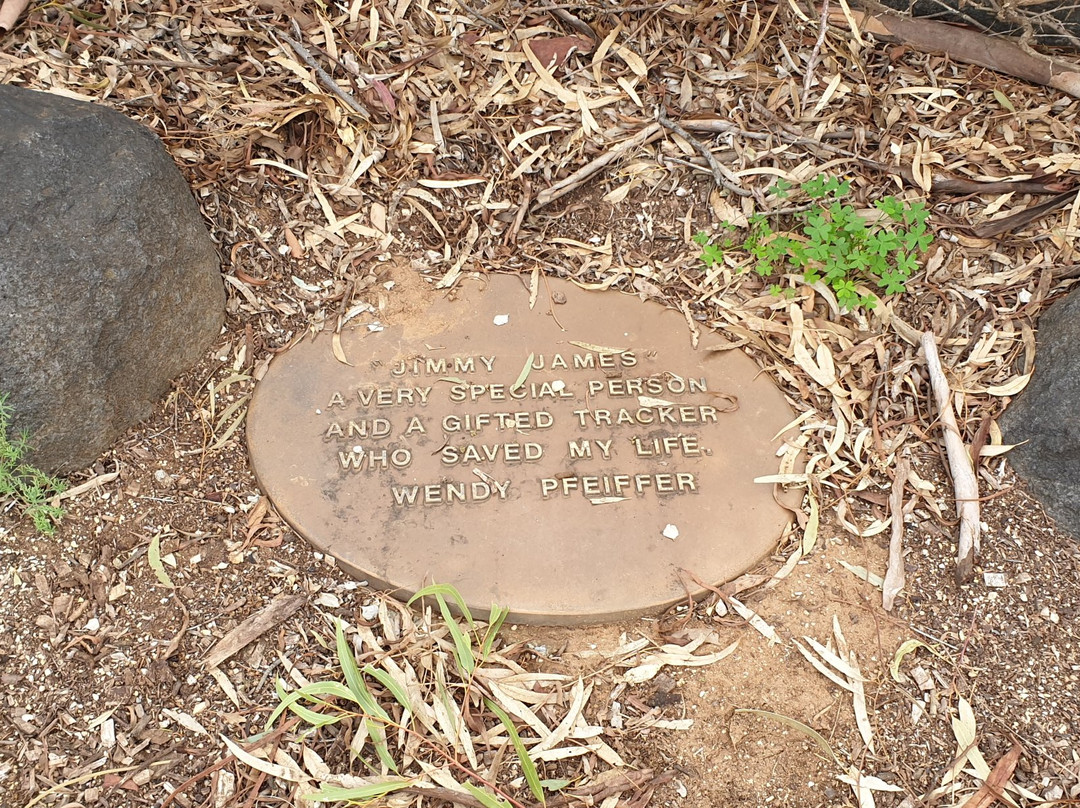 "JIMMY JAMES"
A VERY SPECIAL PERSON
AND A GIFTED TRACKER
WHO SAVED MY LIFE.
WENDY PFEIFFER